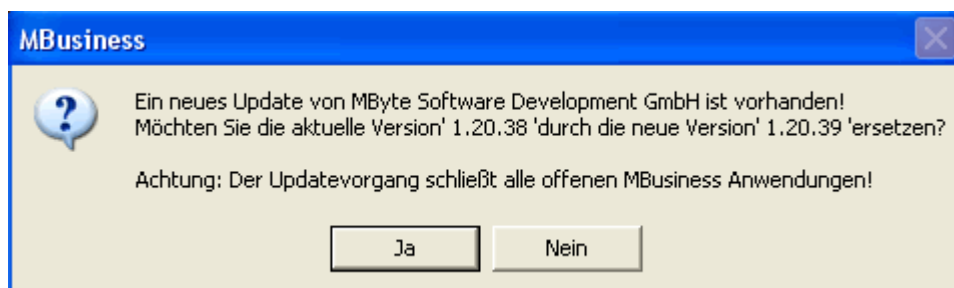 MBusiness
Ein neues Update von MByte Software Development GmbH ist vorhanden!
Möchten Sie die aktuelle Version' 1.20.38 'durch die neue Version' 1.20.39 'ersetzen?
Achtung: Der Updatevorgang schließt alle offenen MBusiness Anwendungen!
Ja
Nein